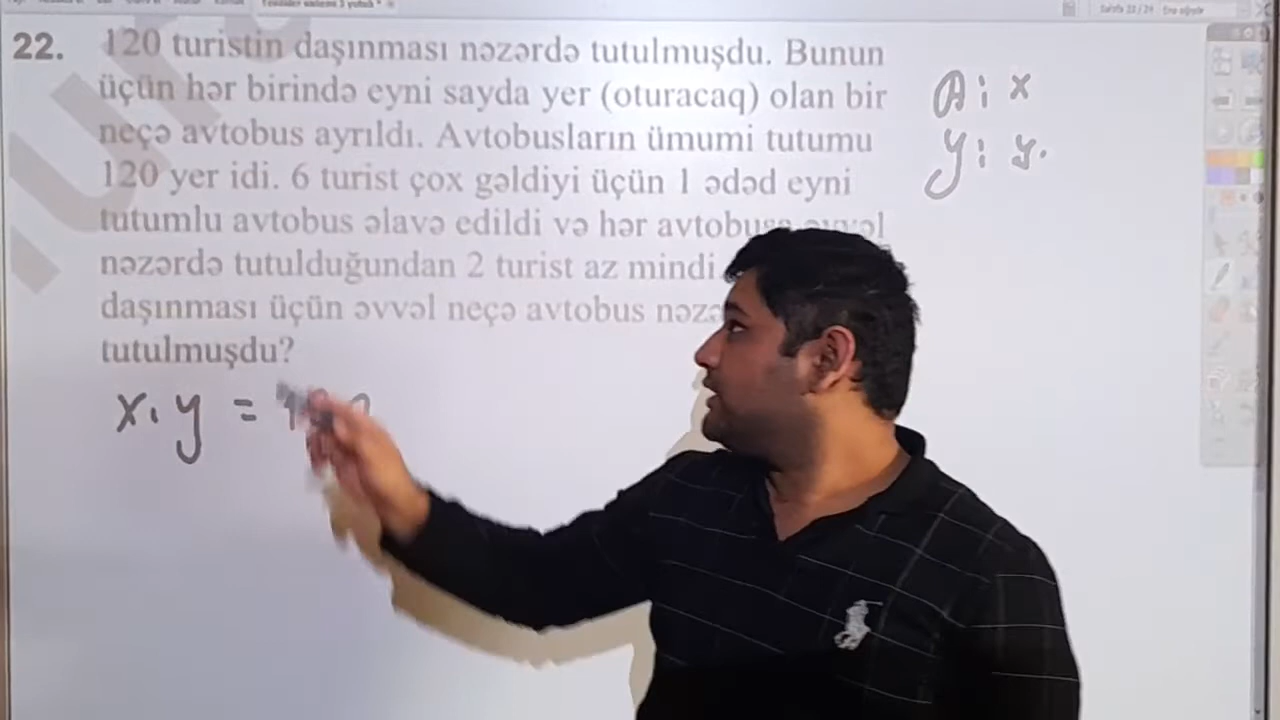 22. 120 turistin daşınması nəzərdə tutulmuşdu. Bunun
üçün hər birində eyni sayda yer (oturacaq) olan bir
neçə avtobus ayrıldı. Avtobusların ümumi tutumu
120 yer idi. 6 turist çox gəldiyi üçün 1 ədəd eyni
tutumlu avtobus əlavə edildi və hər
nəzərdə tutulduğundan 2 turist az mindi
daşınması üçün əvvəl neçə avtobus
tutulmuşdu?
A: x
y: y.
x. y =